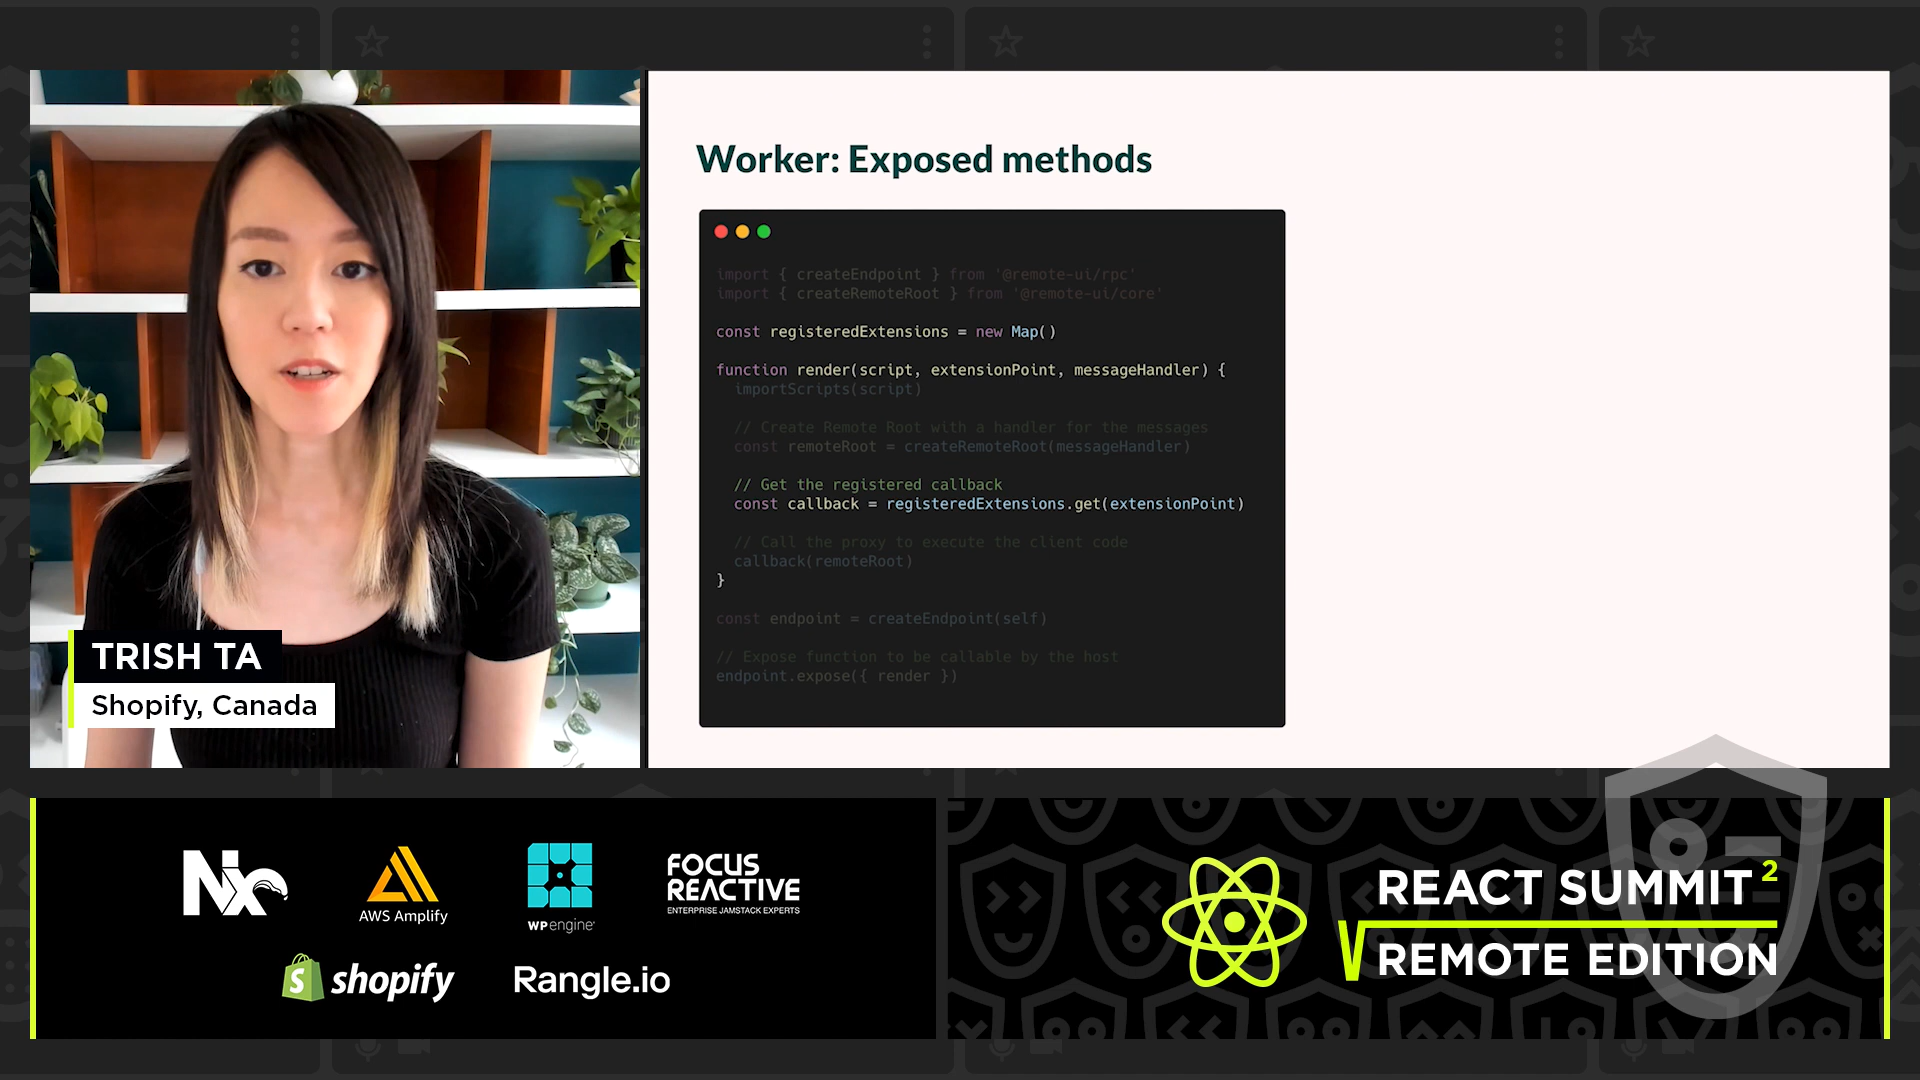 Worker: Exposed methods
import { createEndpoint } from '@remote-ui/rpc'
import { createRemoteRoot } from '@remote-ui/core'
const registeredExtensions = new Map()
function render(script, extensionPoint, messageHandler) {
importScripts(script)
// Create Remote Root with a handler for the messages
const remoteRoot = createRemoteRoot(messageHandler)
// Get the registered callback
const callback = registeredExtensions.get(extensionPoint)
// Call the proxy to execute the client code
callback(remoteRoot)
}
const endpoint = createEndpoint(self)
// Expose function to be callable by the host
endpoint.expose({ render })
TRISH TA
Shopify, Canada
Nx
AWS Amplify
WP engine
FOCUS
REACTIVE
ENTERPRISE JAMSTACK EXPERTS
shopify
Rangle.io
REACT SUMMIT 2
REMOTE EDITION